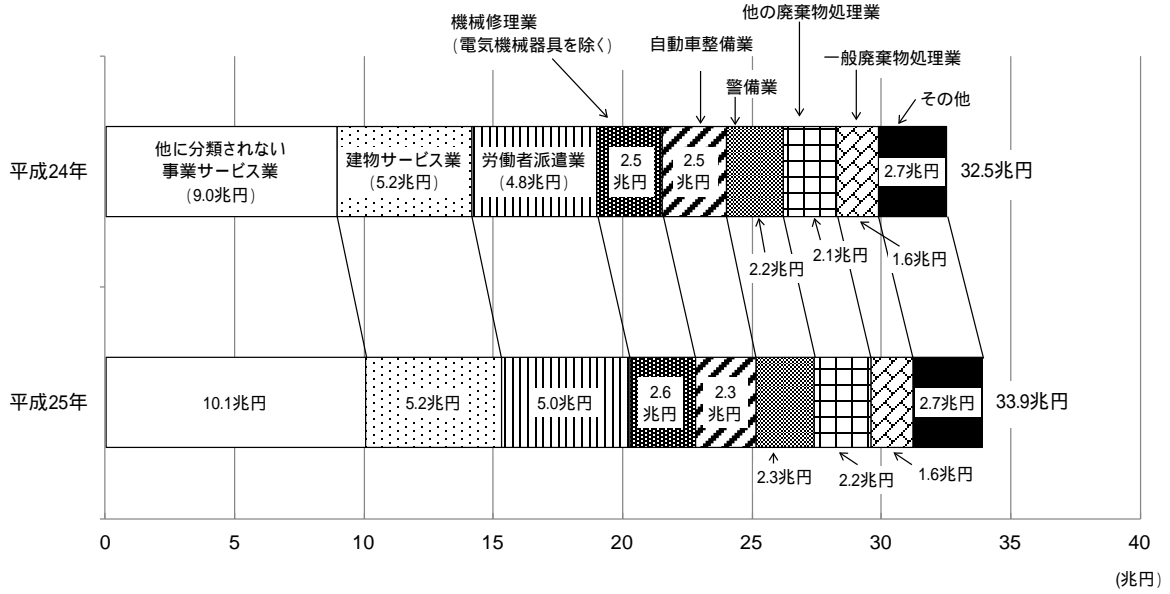 機械修理業
(電気機械器具を除く)
自動車整備業
警備業
他の廃棄物処理業
一般廃棄物処理業
その他
平成24年
他に分類されない
事業サービス業
(9.0兆円)
建物サービス業
(5.2兆円)
労働者派遣業
(4.8兆円)
2.5
兆円
2.5
兆円
2.7兆円
32.5兆円
2.2兆円
2.1兆円
1.6兆円
平成25年
10.1兆円
5.2兆円
5.0兆円
2.6
兆円
2.3
兆円
2.7兆円
33.9兆円
2.3兆円
2.2兆円
1.6兆円
0
5
10
15
20
25
30
35
40
(兆円)